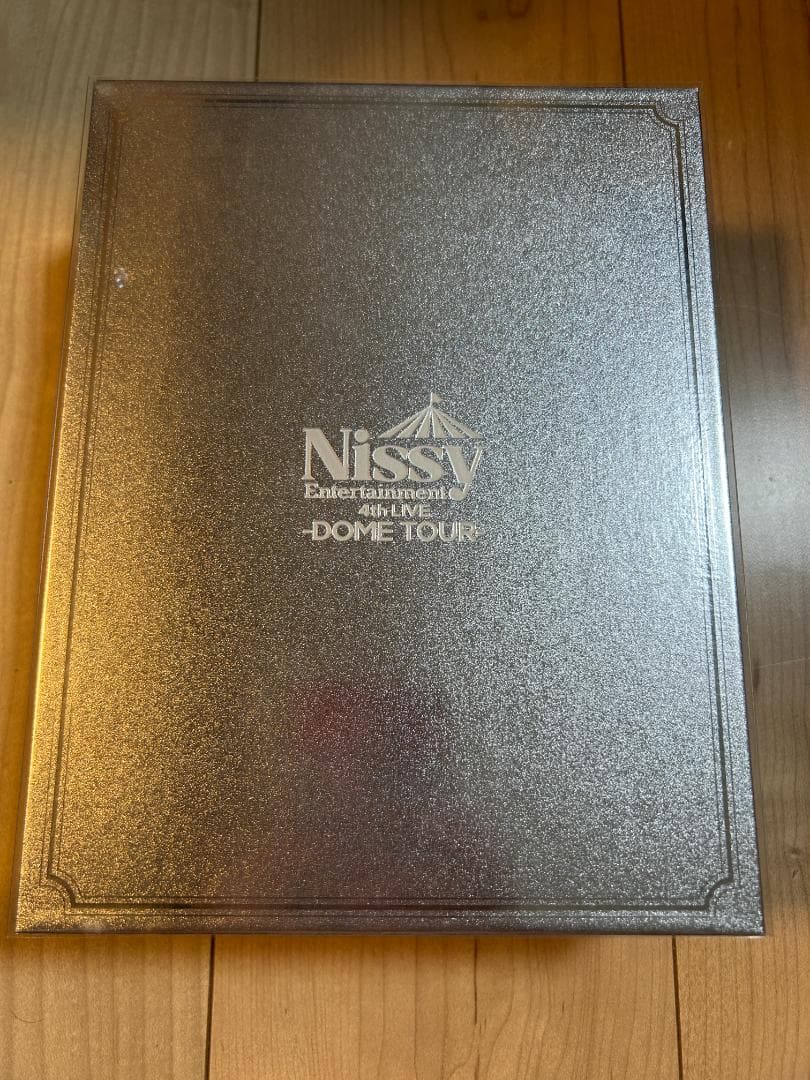 Nissy
Entertainment
4th LIVE
-DOME TOUR-